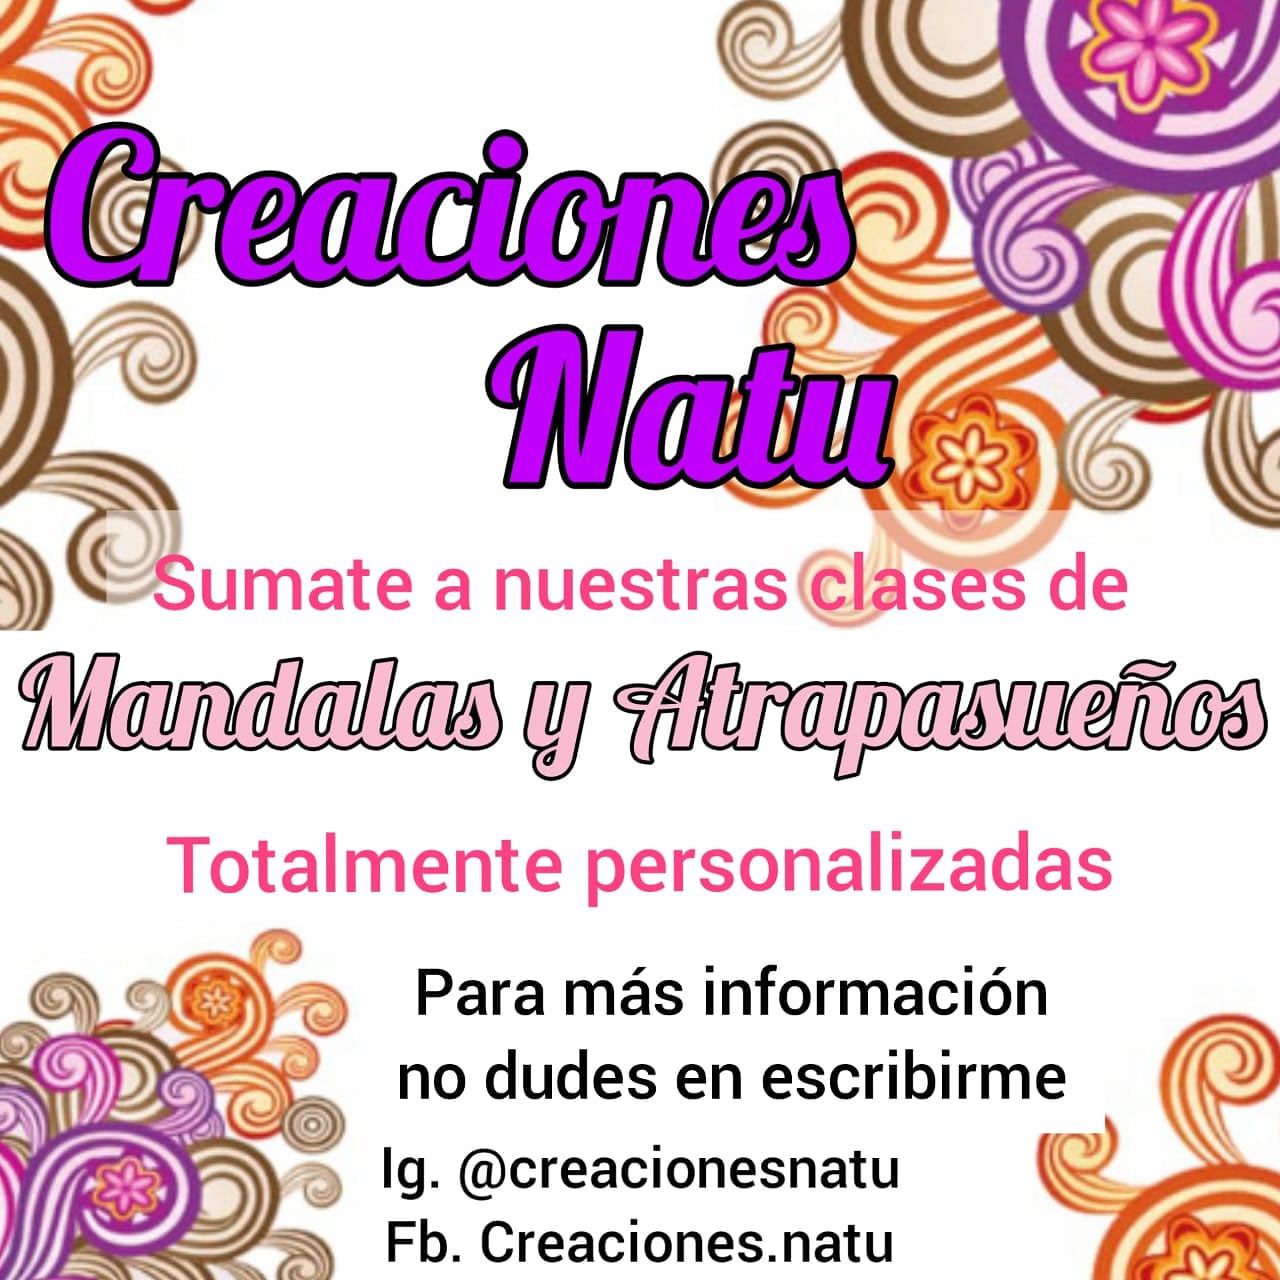 Creaciones
Natu
Sumate a nuestras clases de
Mandalas y Atrapasueños
Totalmente personalizadas
Para más información
no dudes en escribirme
Ig. @creacionesnatu
Fb. Creaciones.natu